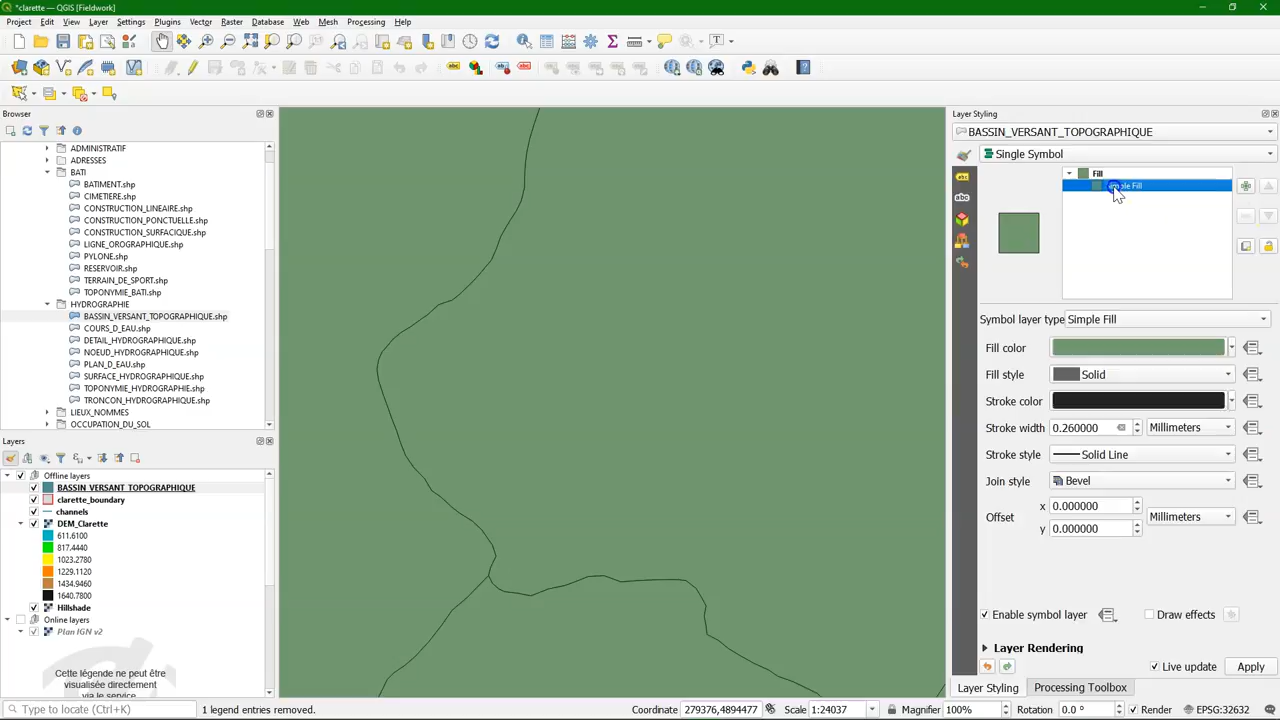 *clarette — QGIS [Fieldwork]
Project Edit View Layer Settings Plugins Vector Raster Database Web Mesh Processing Help
Browser
ADMINISTRATIF
ADRESSES
BATI
BATIMENT.shp
CIMETIERE.shp
CONSTRUCTION_LINEAIRE.shp
CONSTRUCTION_PONCTUELLE.shp
CONSTRUCTION_SURFACIQUE.shp
LIGNE_OROGRAPHIQUE.shp
PYLONE.shp
RESERVOIR.shp
TERRAIN_DE_SPORT.shp
TOPONYMIE_BATI.shp
HYDROGRAPHIE
BASSIN_VERSANT_TOPOGRAPHIQUE.shp
COURS_D_EAU.shp
DETAIL_HYDROGRAPHIQUE.shp
NOEUD_HYDROGRAPHIQUE.shp
PLAN_D_EAU.shp
SURFACE_HYDROGRAPHIQUE.shp
TOPONYMIE_HYDROGRAPHIE.shp
TRONCON_HYDROGRAPHIQUE.shp
LIEUX_NOMMES
OCCUPATION_DU_SOL
Layers
Offline layers
BASSIN_VERSANT_TOPOGRAPHIQUE
clarette_boundary
channels
DEM_Clarette
611.6100
817.4440
1023.2780
1229.1120
1434.9460
1640.7800
Hillshade
Online layers
Plan IGN v2
Cette légende ne peut être
visualisée directement
via le service
Layer Styling
BASSIN_VERSANT_TOPOGRAPHIQUE
Single Symbol
Fill
Simple Fill
Symbol layer type Simple Fill
Fill color
Fill style Solid
Stroke color
Stroke width 0.260000 Millimeters
Stroke style Solid Line
Join style Bevel
Offset x 0.000000 Millimeters
y 0.000000
Enable symbol layer Draw effects
Layer Rendering
Live update Apply
Layer Styling Processing Toolbox
Type to locate (Ctrl+K) 1 legend entries removed. Coordinate 279376,4894477 Scale 1:24037 Magnifier 100% Rotation 0.0 ° Render EPSG:32632